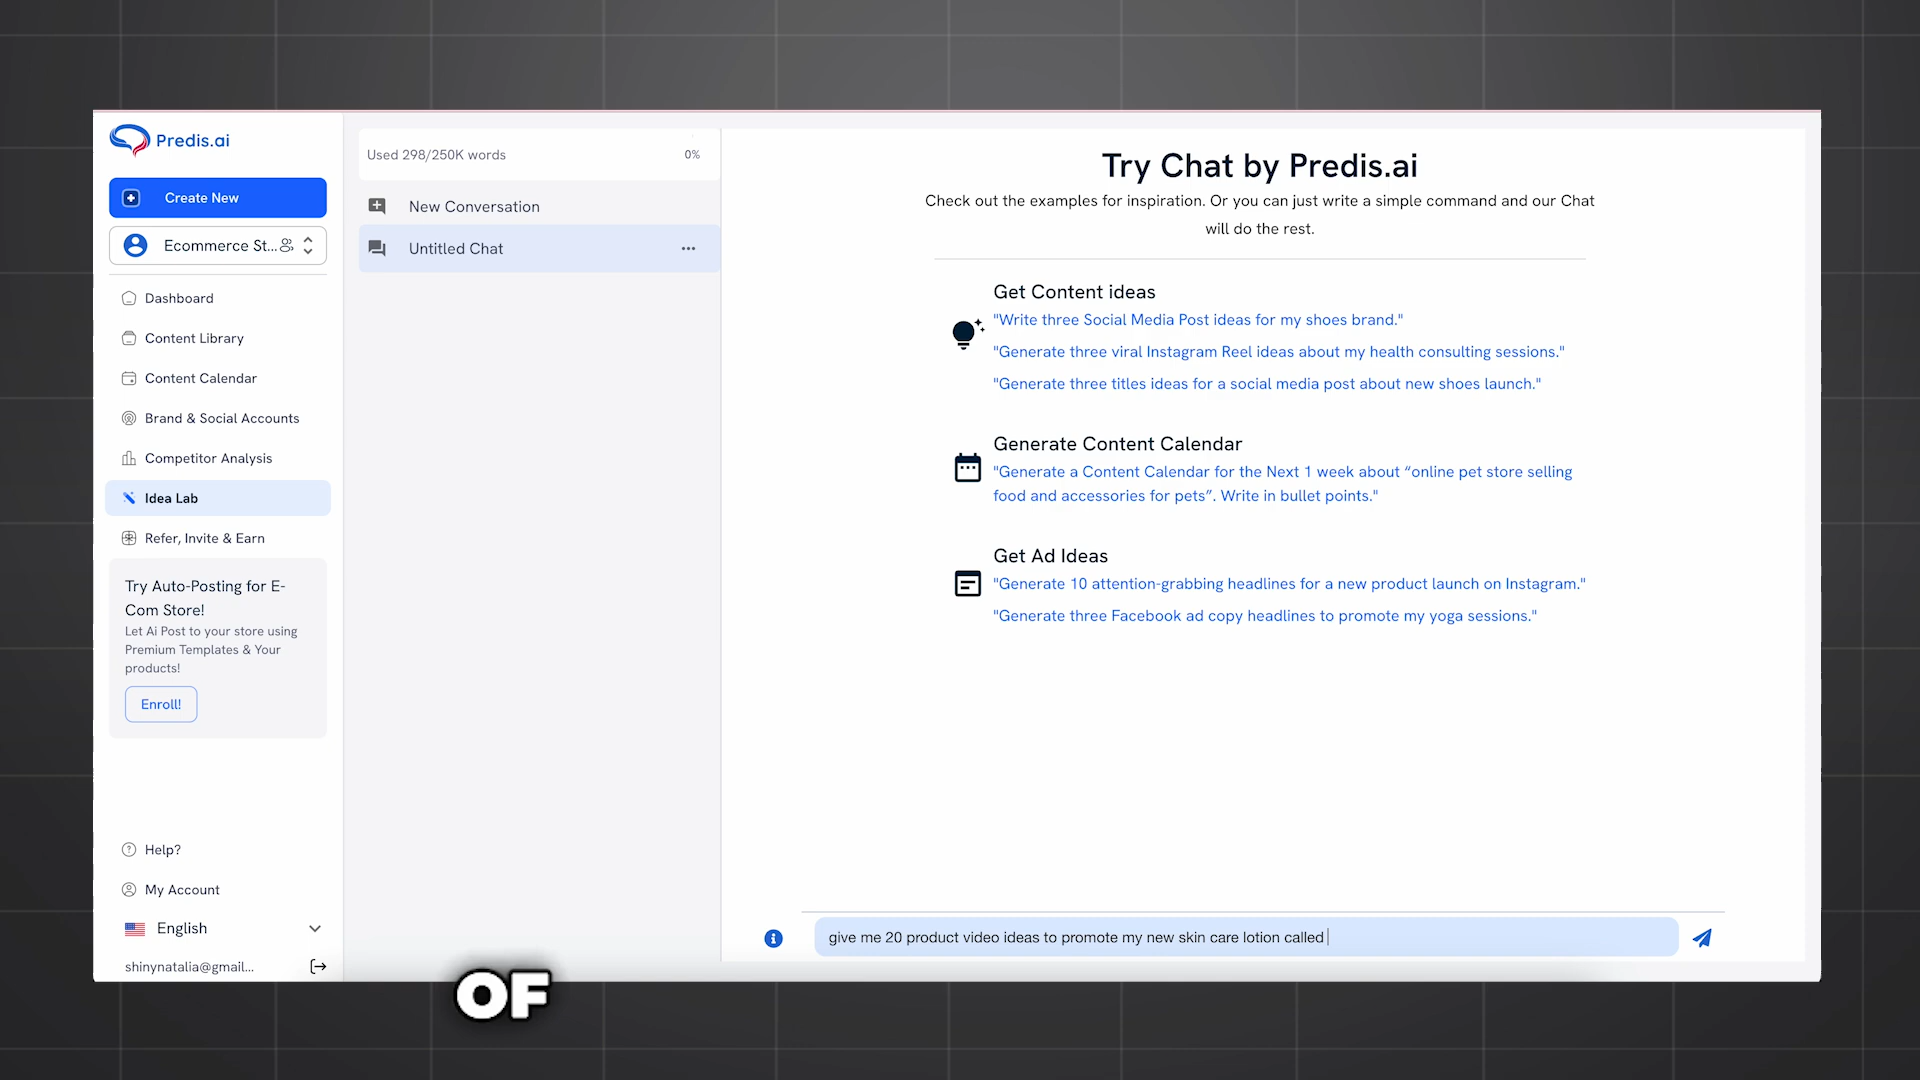 Predis.ai
Create New
Ecommerce St...
Dashboard
Content Library
Content Calendar
Brand & Social Accounts
Competitor Analysis
Idea Lab
Refer, Invite & Earn
Try Auto-Posting for E-
Com Store!
Let Ai Post to your store using
Premium Templates & Your
products!
Enroll!
Help?
My Account
English
shinynatalia@gmail...
Used 298/250K words
0%
New Conversation
Untitled Chat
Try Chat by Predis.ai
Check out the examples for inspiration. Or you can just write a simple command and our Chat
will do the rest.
Get Content ideas
"Write three Social Media Post ideas for my shoes brand."
"Generate three viral Instagram Reel ideas about my health consulting sessions."
"Generate three titles ideas for a social media post about new shoes launch."
Generate Content Calendar
"Generate a Content Calendar for the Next 1 week about “online pet store selling
food and accessories for pets”. Write in bullet points."
Get Ad Ideas
"Generate 10 attention-grabbing headlines for a new product launch on Instagram."
"Generate three Facebook ad copy headlines to promote my yoga sessions."
give me 20 product video ideas to promote my new skin care lotion called
OF